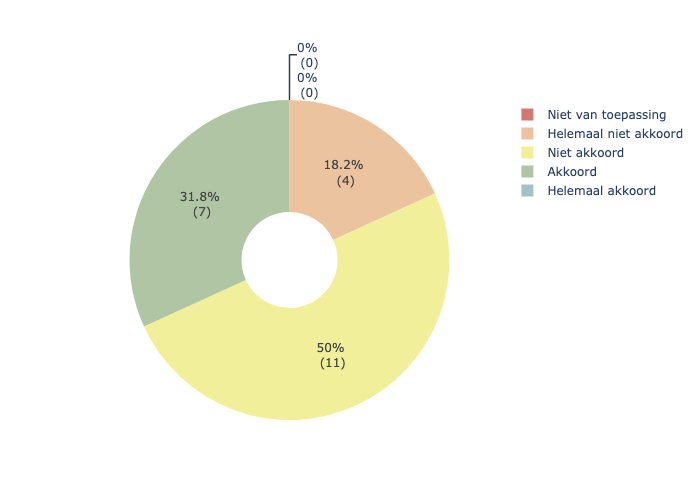 0%
(0)
0%
(0)
18.2%
(4)
31.8%
(7)
50%
(11)
Niet van toepassing
Helemaal niet akkoord
Niet akkoord
Akkoord
Helemaal akkoord